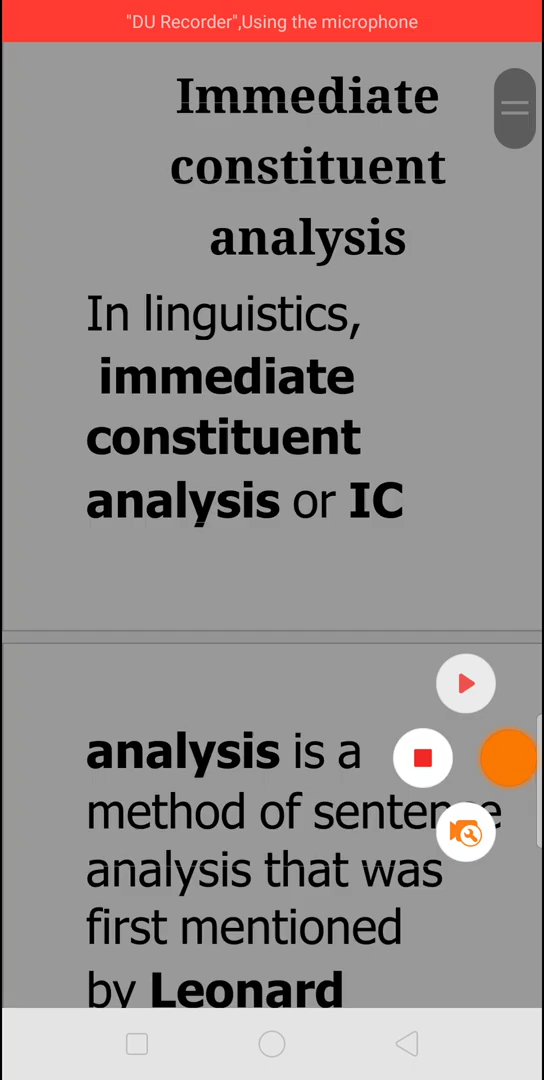 "DU Recorder",Using the microphone
Immediate
constituent
analysis
In linguistics,
immediate
constituent
analysis or IC
analysis is a
method of sentence
analysis that was
first mentioned
by Leonard